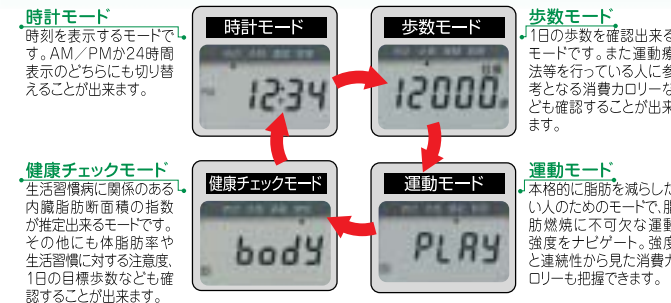 時計モード
時刻を表示するモードで
す。AM／PMか24時間
表示のどちらにも切り替
えることが出来ます。
時計モード
12:34
歩数モード
12000
歩数モード
1日の歩数を確認出来る
モードです。また運動療
法等を行っている人に参
考となる消費カロリーな
ども確認することが出来
ます。
健康チェックモード
生活習慣病に関係のある
内臓脂肪断面積の指数
が推定出来るモードです。
その他にも体脂肪率や
生活習慣に対する注意度、
1日の目標歩数なども確
認することが出来ます。
健康チェックモード
body
運動モード
PLAY
運動モード
本格的に脂肪を減らした
い人のためのモードで、脂
肪燃焼に不可欠な運動
強度をナビゲート。強度
と連続性から見た消費カ
ロリーも把握できます。